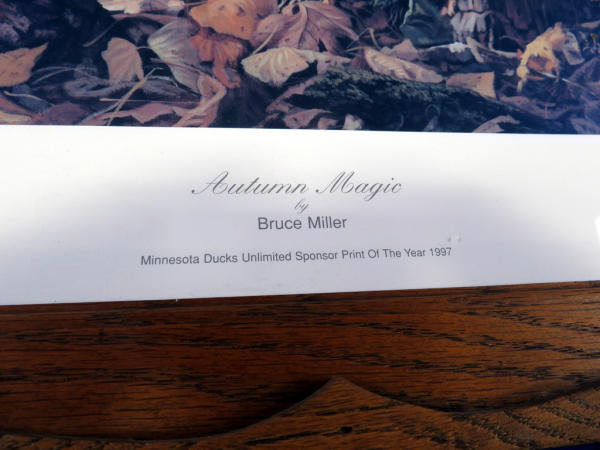 Autumn Magic
by
Bruce Miller
Minnesota Ducks Unlimited Sponsor Print Of The Year 1997